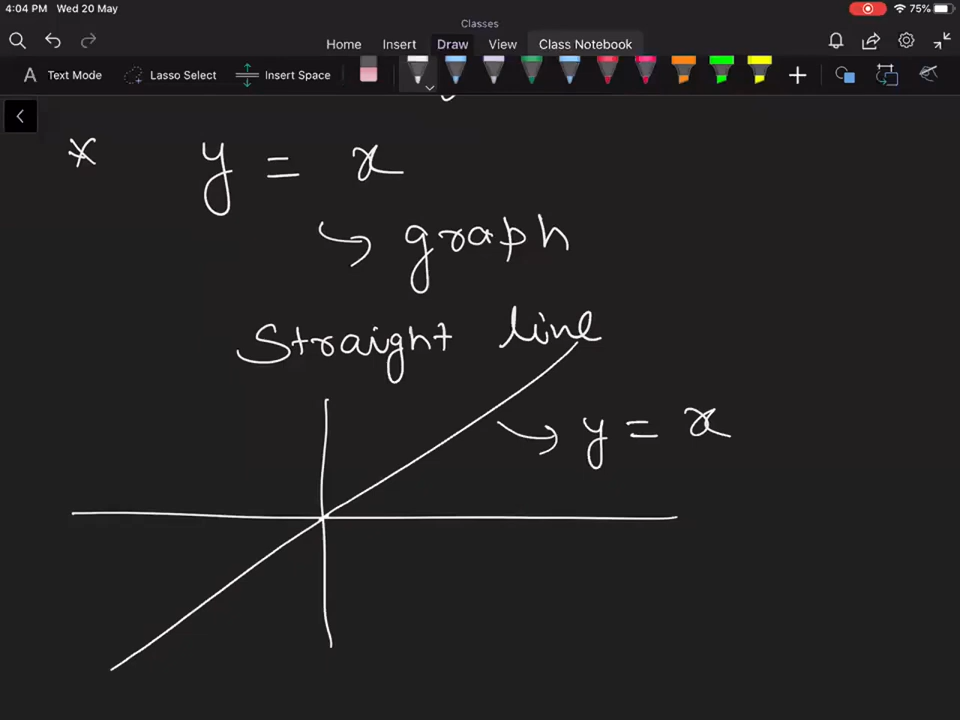 4:04 PM Wed 20 May 75%
Classes
Home Insert Draw View Class Notebook
A Text Mode Lasso Select Insert Space
* y = x
↪ graph
Straight line
↪ y = x